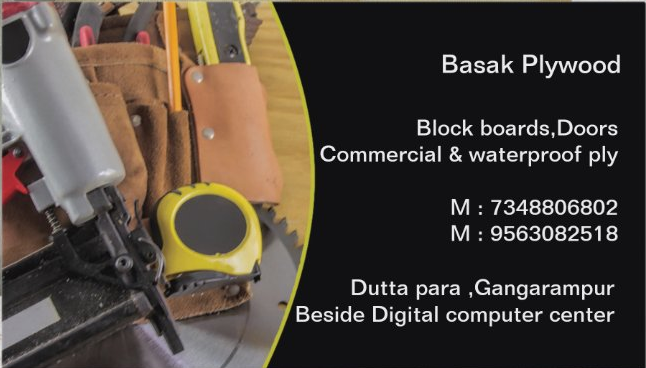 Basak Plywood
Block boards,Doors
Commercial & waterproof ply
M : 7348806802
M : 9563082518
Dutta para ,Gangarampur
Beside Digital computer center